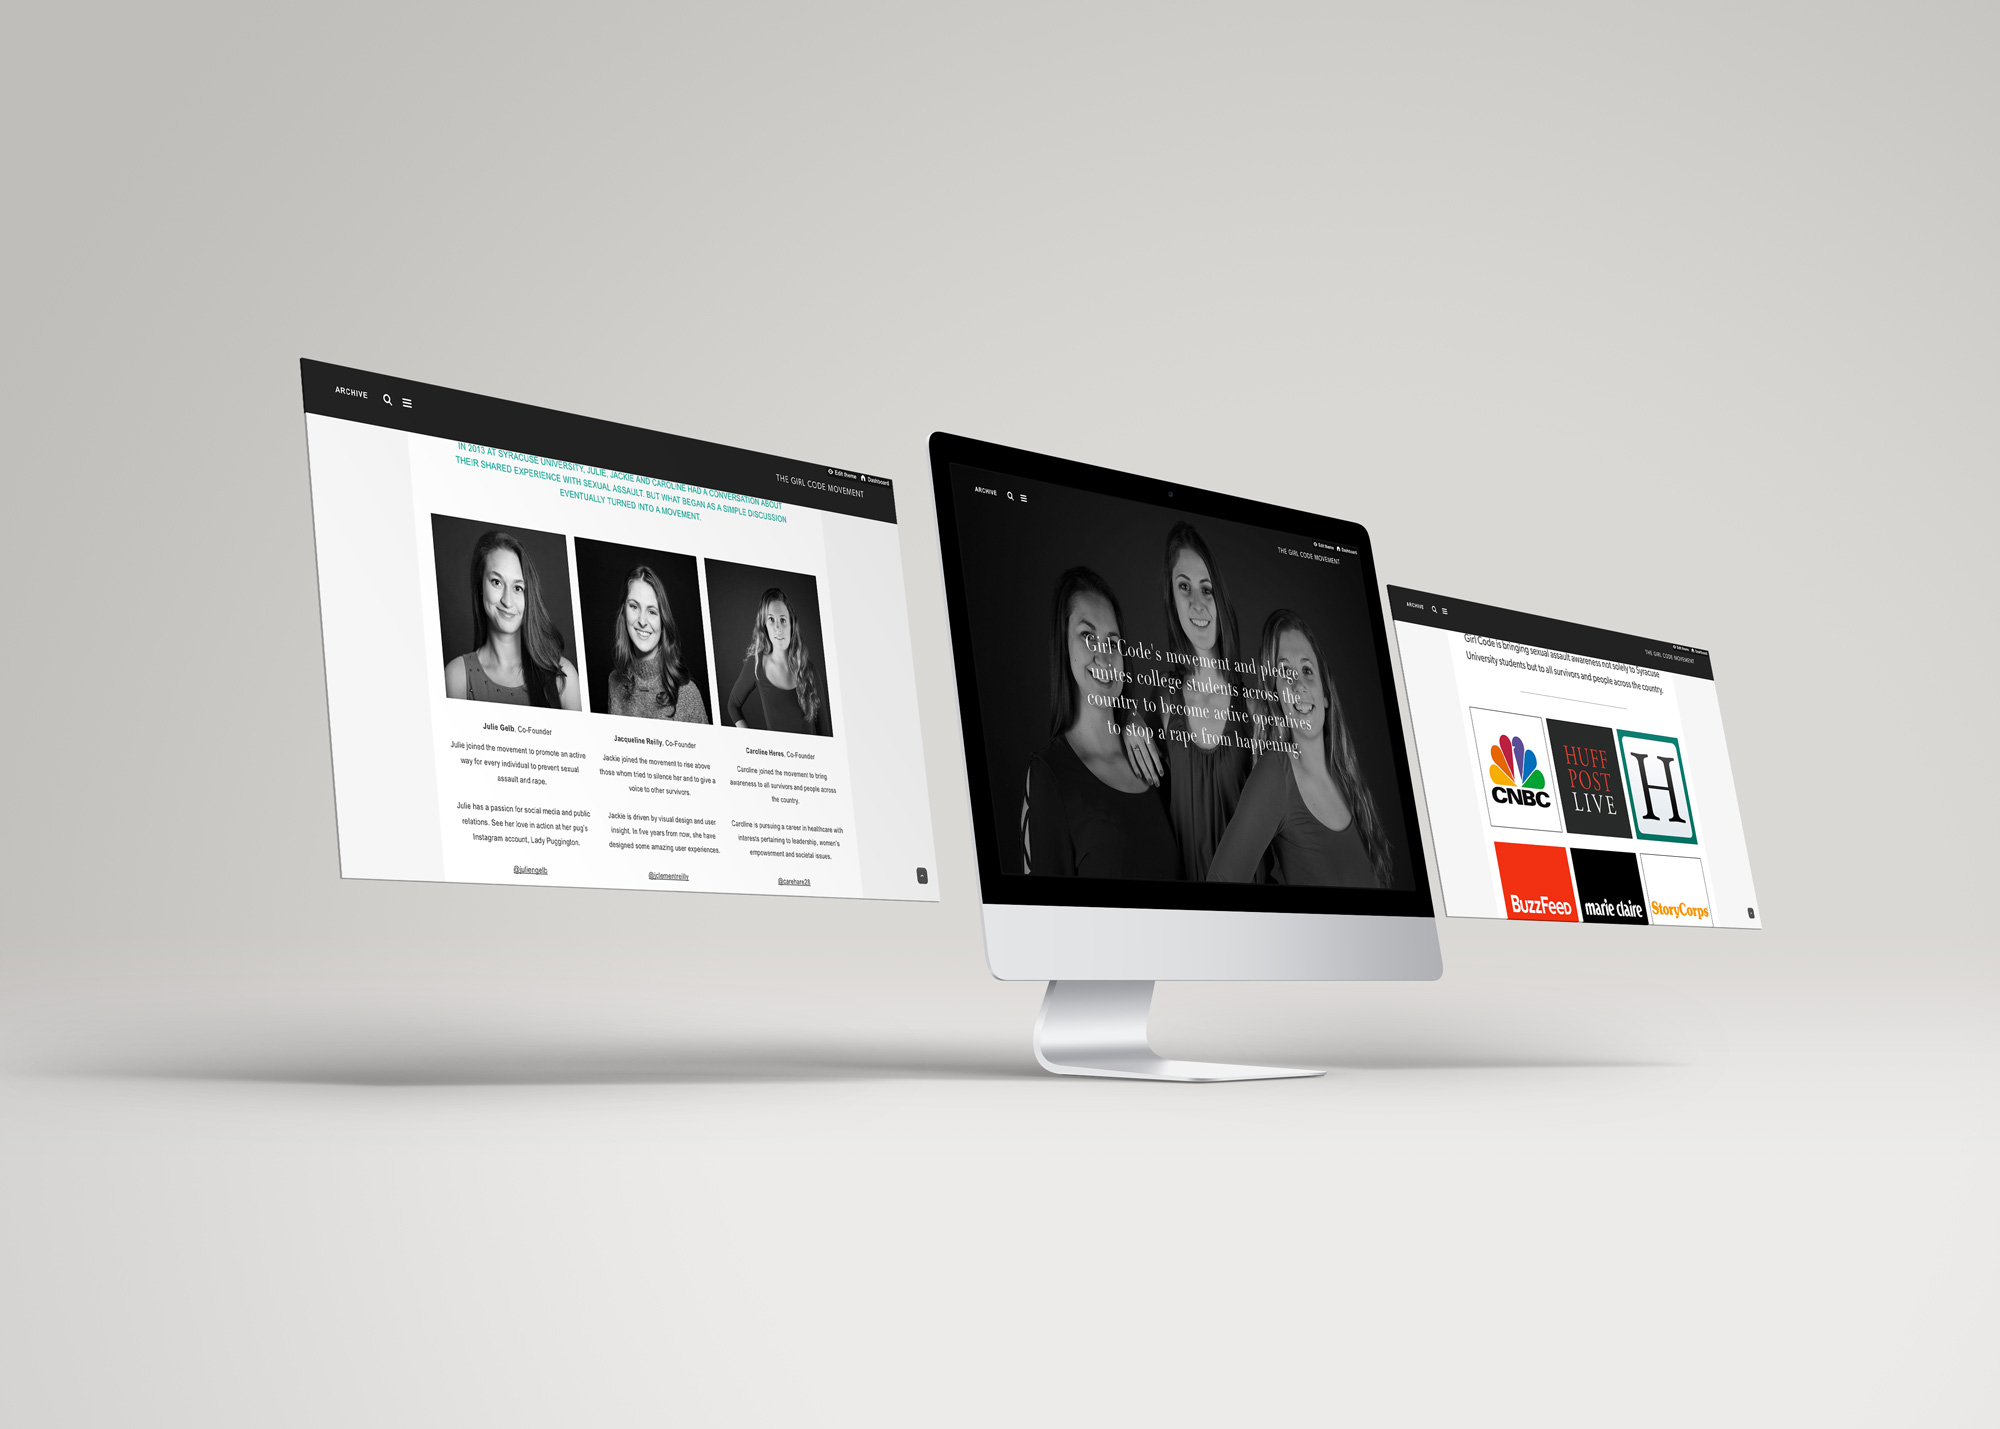 ARCHIVE
Edit theme Dashboard
THE GIRL CODE MOVEMENT
IN 2013 AT SYRACUSE UNIVERSITY, JULIE, JACKIE AND CAROLINE HAD A CONVERSATION ABOUT
THEIR SHARED EXPERIENCE WITH SEXUAL ASSAULT. BUT WHAT BEGAN AS A SIMPLE DISCUSSION
EVENTUALLY TURNED INTO A MOVEMENT.
Julie Gelb, Co-Founder
Julie joined the movement to promote an active
way for every individual to prevent sexual
assault and rape.
Julie has a passion for social media and public
relations. See her love in action at her pug's
Instagram account, Lady Puggington.
@juliengelb
Jacqueline Reilly, Co-Founder
Jackie joined the movement to rise above
those whom tried to silence her and to give a
voice to other survivors.
Jackie is driven by visual design and user
insight. In five years from now, she have
designed some amazing user experiences.
@jclementreilly
Caroline Heres, Co-Founder
Caroline joined the movement to bring
awareness to all survivors and people across
the country.
Caroline is pursuing a career in healthcare with
interests pertaining to leadership, women's
empowerment and societal issues.
@carehare28
ARCHIVE
Edit theme Dashboard
THE GIRL CODE MOVEMENT
Girl Code's movement and pledge
unites college students across the
country to become active operatives
to stop a rape from happening.
ARCHIVE
Edit theme Dashboard
THE GIRL CODE MOVEMENT
Girl Code is bringing sexual assault awareness not solely to Syracuse
University students but to all survivors and people across the country.
CNBC
HUFF
POST
LIVE
H
BuzzFeed
marie claire
StoryCorps